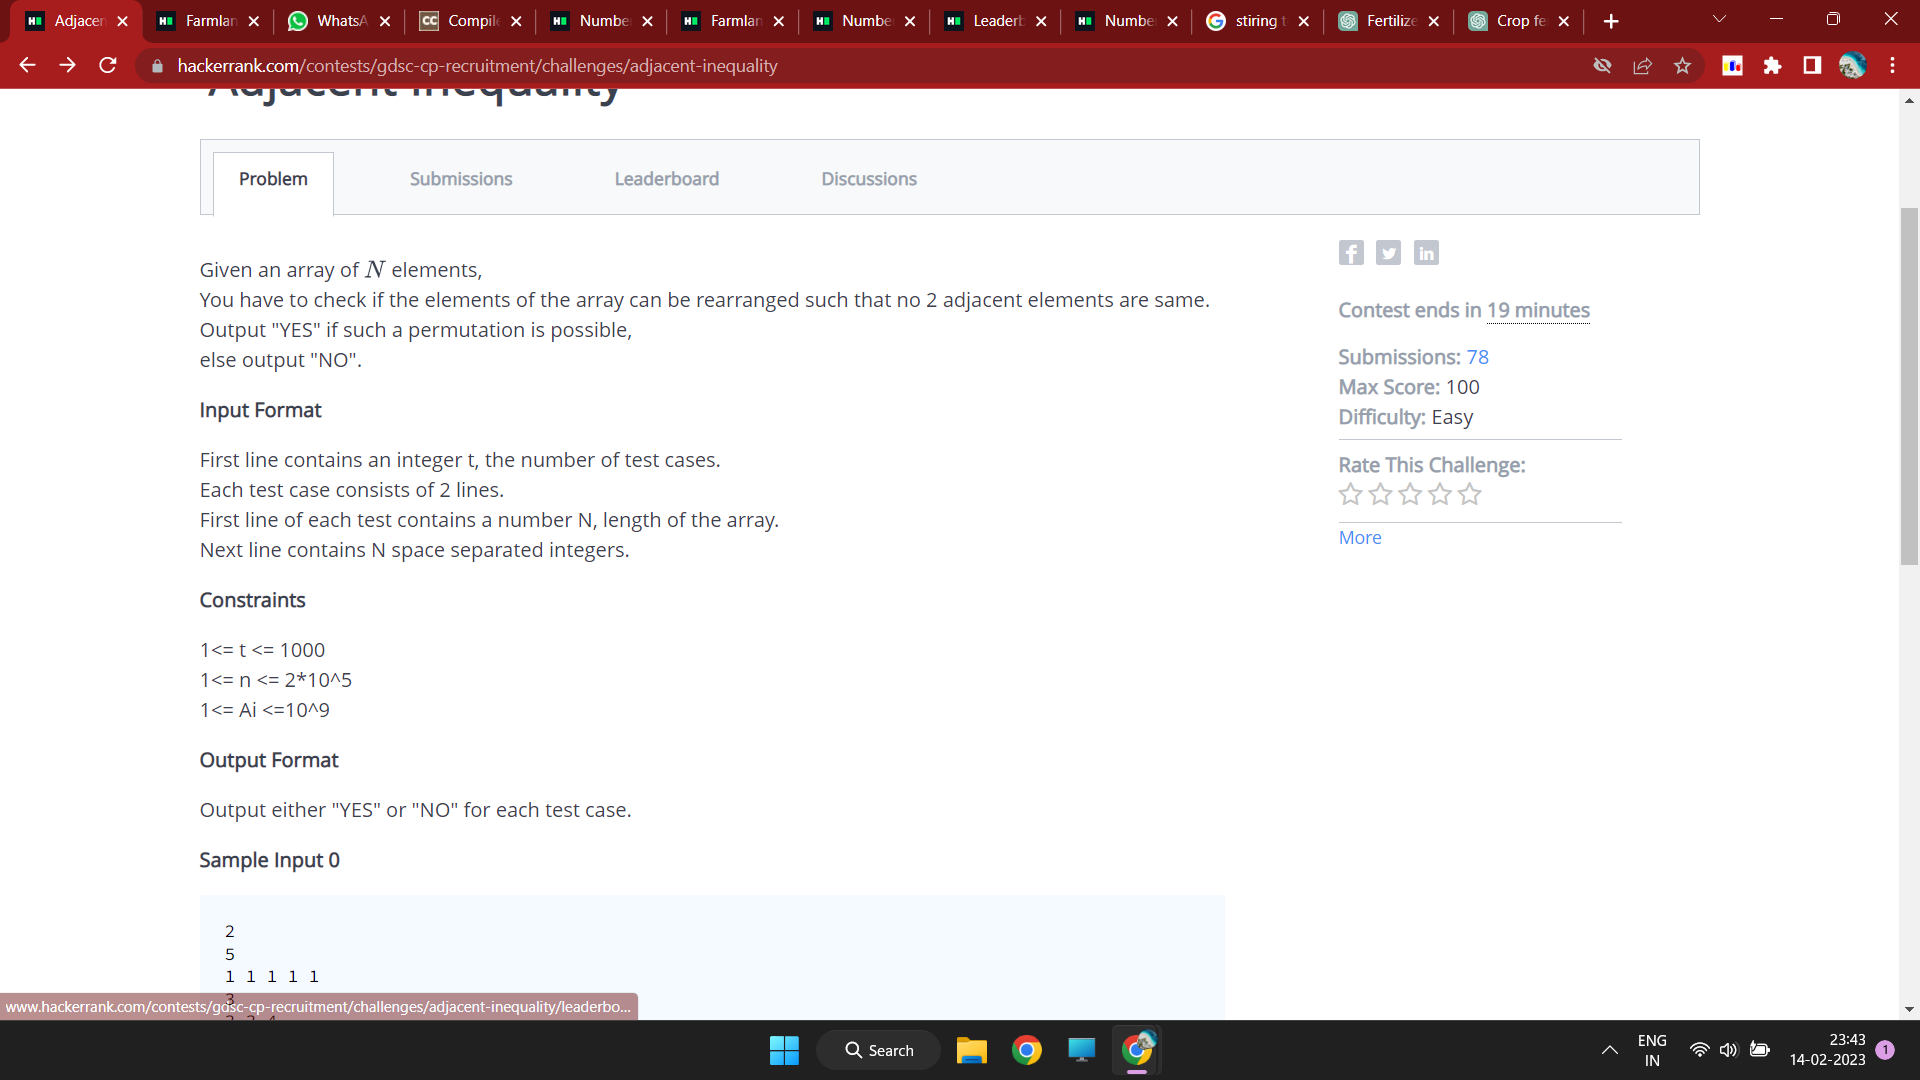 Adjacen
Farmlan
WhatsA
CC
Compile
Number
Farmlan
Number
Leaderb
Number
stiring t
Fertilize
Crop fe
hackerrank.com/contests/gdsc-cp-recruitment/challenges/adjacent-inequality
Adjacent Inequality
Problem
Submissions
Leaderboard
Discussions
Given an array of N elements,
You have to check if the elements of the array can be rearranged such that no 2 adjacent elements are same.
Output "YES" if such a permutation is possible,
else output "NO".
Input Format
First line contains an integer t, the number of test cases.
Each test case consists of 2 lines.
First line of each test contains a number N, length of the array.
Next line contains N space separated integers.
Constraints
1<= t <= 1000
1<= n <= 2*10^5
1<= Ai <=10^9
Output Format
Output either "YES" or "NO" for each test case.
Sample Input 0
2
5
1 1 1 1 1
3
Contest ends in 19 minutes
Submissions: 78
Max Score: 100
Difficulty: Easy
Rate This Challenge:
More
www.hackerrank.com/contests/gdsc-cp-recruitment/challenges/adjacent-inequality/leaderbo...
Search
ENG
IN
23:43
14-02-2023
1